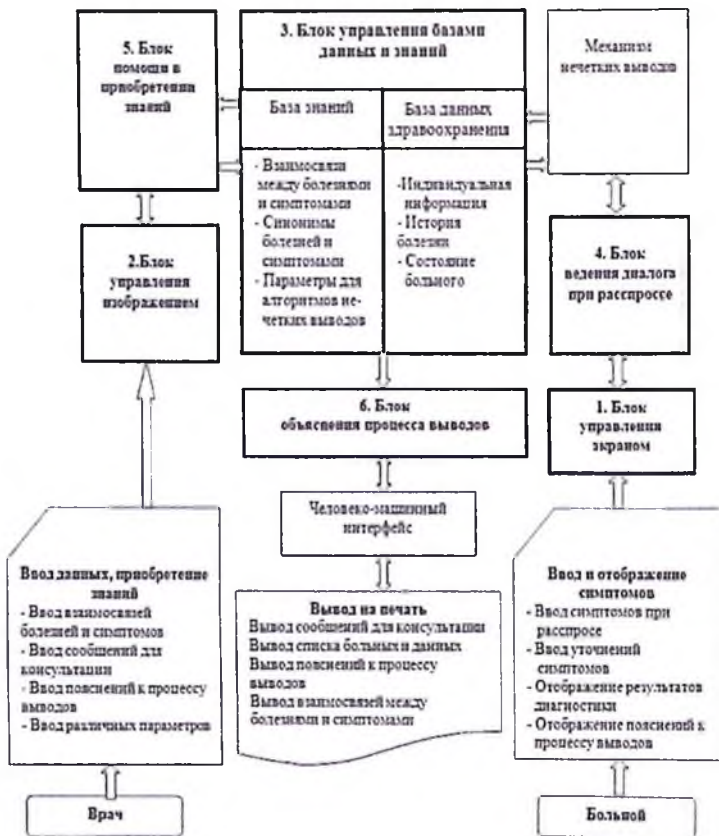 5. Блок
помощи в
приобретении
знаний
3. Блок управления базами
данных и знаний
Механизм
нечетких выводов
База знаний
База данных
здравоохранения
- Взаимосвязи
между болезнями
и симптомами
- Синонимы
болезней и
симптомами
- Параметры для
алгоритмов не-
четких выводов
-Индивидуальная
информация
- История
болезни
- Состояние
больного
2.Блок
управления
изображением
4. Блок
ведения диалога
при расспроссе
6. Блок
объяснения процесса выводов
1. Блок
управления
экраном
Человеко-машинный
интерфейс
Ввод данных, приобретение
знаний
- Ввод взаимосвязей
болезней и симптомов
- Ввод сообщений для
консультации
- Ввод пояснений к процессу
выводов
- Ввод различных параметров
Вывод на печать
Вывод сообщений для консультации
Вывод списка больных и данных
Вывод пояснений к процессу
выводов
Вывод взаимосвязей между
болезнями и симптомами
Ввод и отображение
симптомов
- Ввод симптомов при
расспросе
- Ввод уточнений
симптомов
- Отображение результатов
диагностики
- Отображение пояснений к
процессу выводов
Врач
Больной